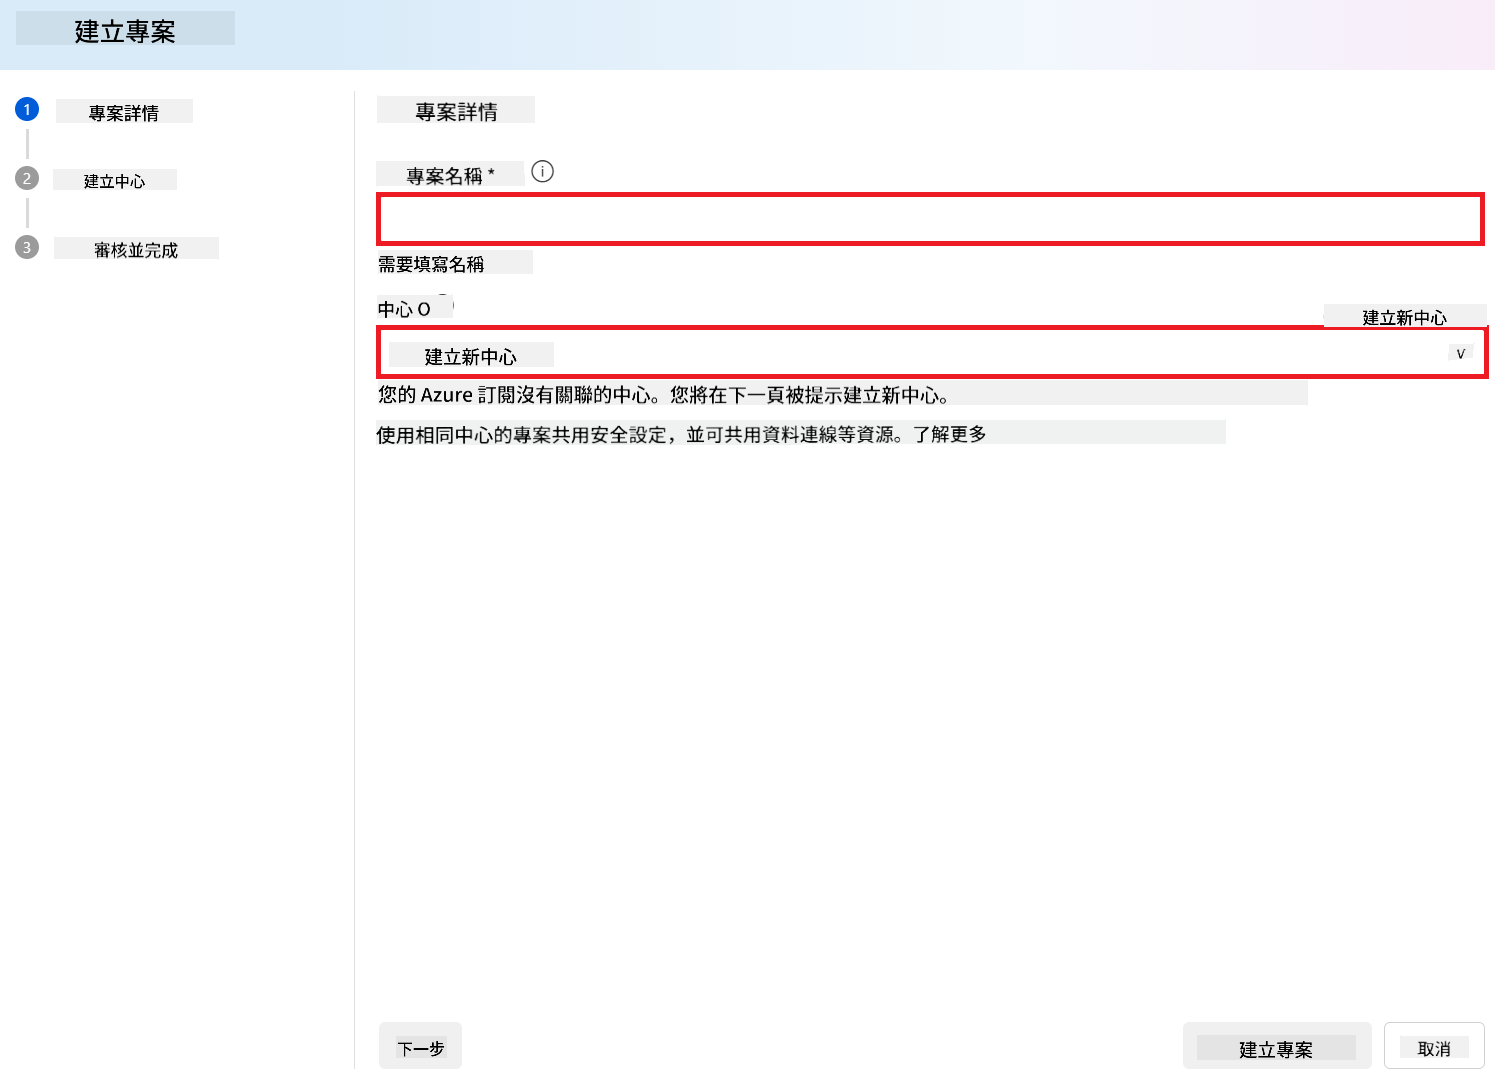 建立專案
1 專案詳情
2 建立中心
3 審核並完成
專案詳情
專案名稱 *
需要填寫名稱
中心 O
建立新中心
建立新中心
v
您的 Azure 訂閱沒有關聯的中心。您將在下一頁被提示建立新中心。
使用相同中心的專案共用安全設定，並可共用資料連線等資源。了解更多
下一步
建立專案
取消